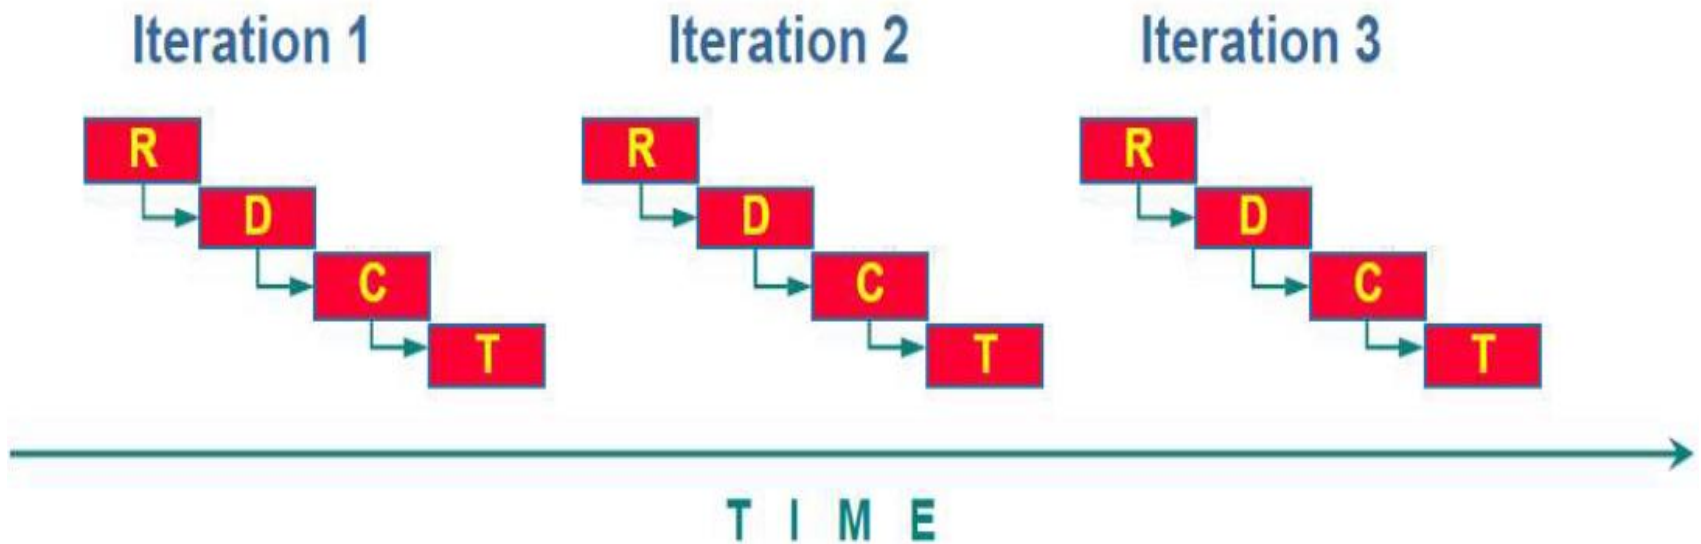 Iteration 1 Iteration 2 Iteration 3
R R R
D D D
C C C
T T T
T I M E